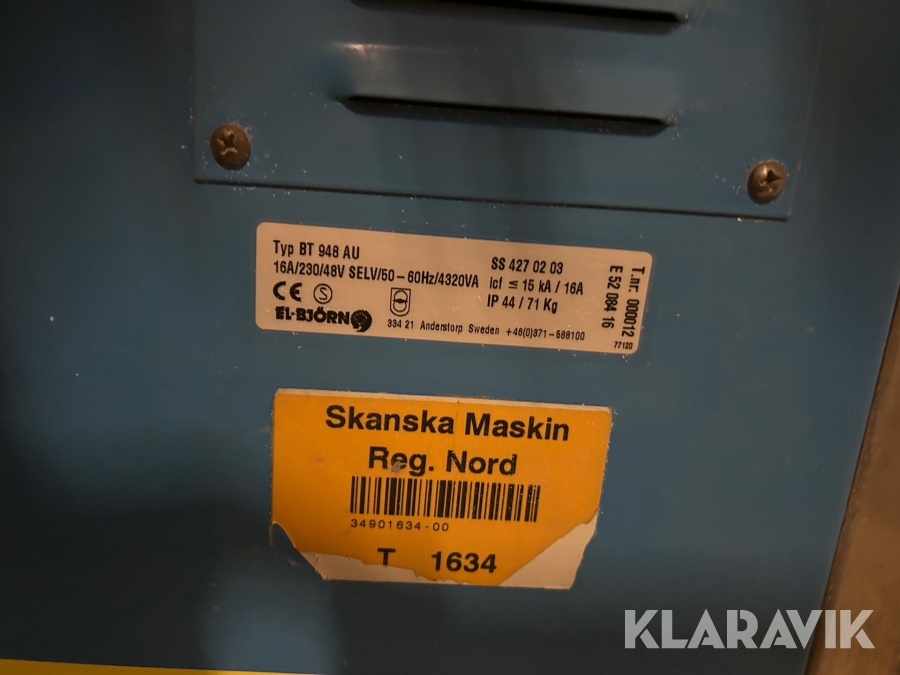 Typ BT 948 AU
16A/230/48V SELV/50-60Hz/4320VA
SS 427 02 03
Icf ≤ 15 kA / 16A
IP 44 / 71 Kg
CE S
EL-BJÖRN
334 21 Anderstorp Sweden +46(0)371-588100
T.nr. 000012
E 52 084 16
77120
Skanska Maskin
Reg. Nord
34901634-00
T 1634
KLARAVIK